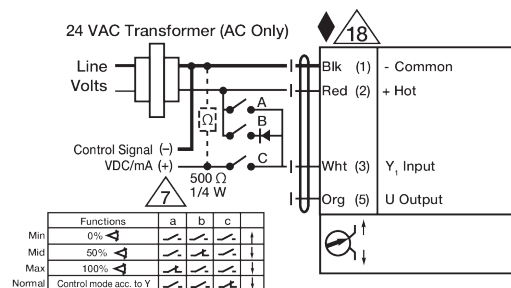 24 VAC Transformer (AC Only)
18
Line
Volts
Blk (1) - Common
Red (2) + Hot
A
B
C
Ω
Control Signal (–)
VDC/mA (+)
500 Ω
1/4 W
Wht (3) Y1 Input
Org (5) U Output
7
Functions a b c
Min 0%
Mid 50%
Max 100%
Normal Control mode acc. to Y